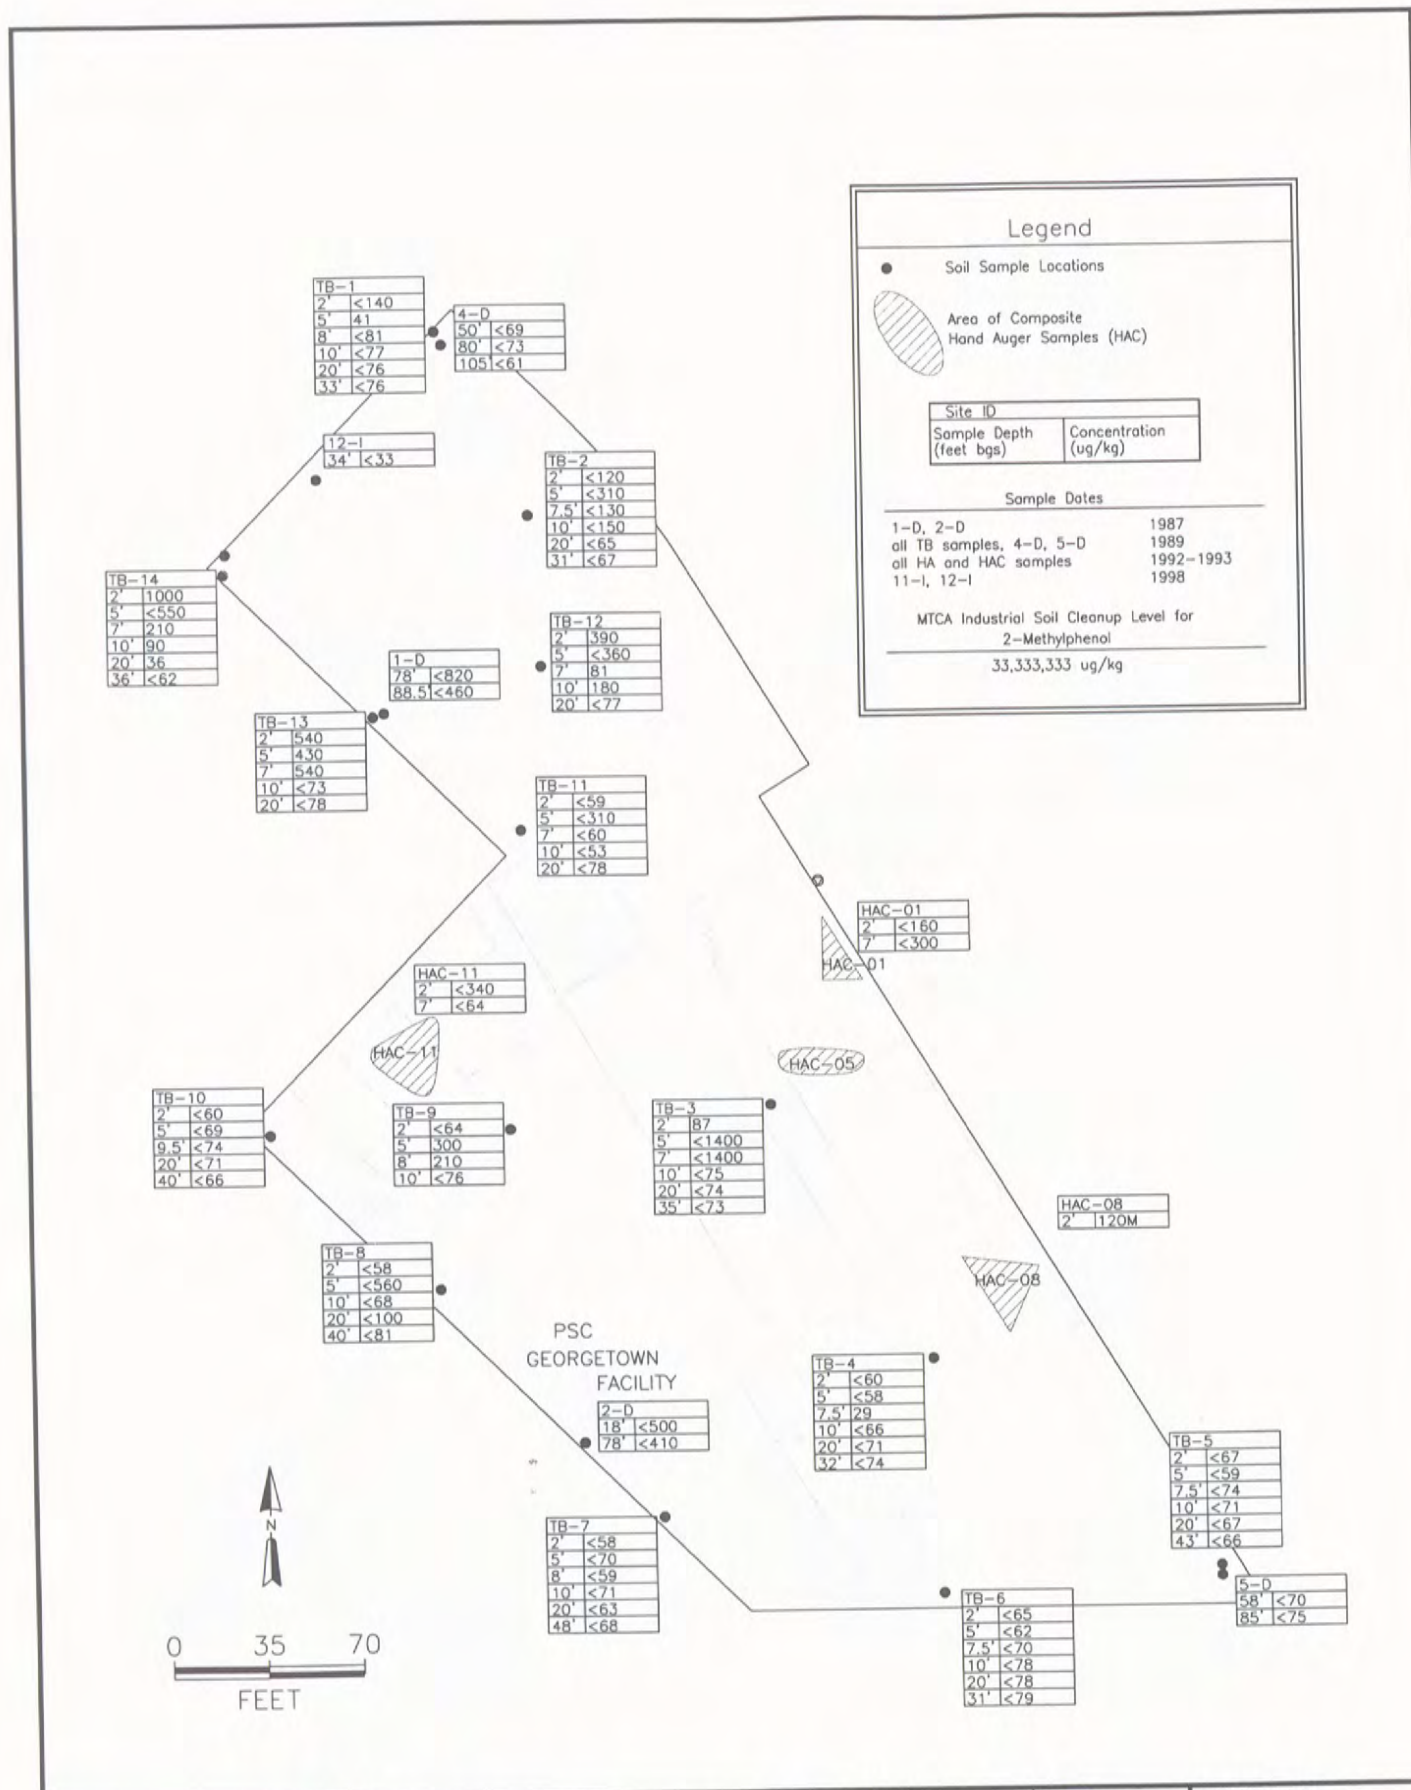 Legend
Soil Sample Locations
Area of Composite
Hand Auger Samples (HAC)
Site ID
Sample Depth
(feet bgs)
Concentration
(ug/kg)
Sample Dates
1-D, 2-D 1987
all TB samples, 4-D, 5-D 1989
all HA and HAC samples 1992-1993
11-I, 12-I 1998
MTCA Industrial Soil Cleanup Level for
2-Methylphenol
33,333,333 ug/kg
TB-1
2' <140
5' 41
8' <81
10' <77
20' <76
33' <76
4-D
50' <69
80' <73
105' <61
12-I
34' <33
TB-2
2' <120
5' <310
7.5' <130
10' <150
20' <65
31' <67
TB-14
2' 1000
5' <550
7' 210
10' 90
20' 36
36' <62
TB-12
2' 390
5' <360
7' 81
10' 180
20' <77
1-D
78' <820
88.5' <460
TB-13
2' 540
5' 430
7' 540
10' <73
20' <78
TB-11
2' <59
5' <310
7' <60
10' <53
20' <78
HAC-01
2' <160
7' <300
HAC-01
HAC-11
2' <340
7' <64
HAC-11
HAC-05
TB-10
2' <60
5' <69
9.5' <74
20' <71
40' <66
TB-9
2' <64
5' 300
8' 210
10' <76
TB-3
2' 87
5' <1400
7' <1400
10' <75
20' <74
35' <73
HAC-08
2' 120M
HAC-08
TB-8
2' <58
5' <560
10' <68
20' <100
40' <81
PSC
GEORGETOWN
FACILITY
2-D
18' <500
78' <410
TB-4
2' <60
5' <58
7.5' 29
10' <66
20' <71
32' <74
TB-5
2' <67
5' <59
7.5' <74
10' <71
20' <67
43' <66
TB-7
2' <58
5' <70
8' <59
10' <71
20' <63
48' <68
5-D
58' <70
85' <75
TB-6
2' <65
5' <62
7.5' <70
10' <78
20' <78
31' <79
N
0 35 70
FEET